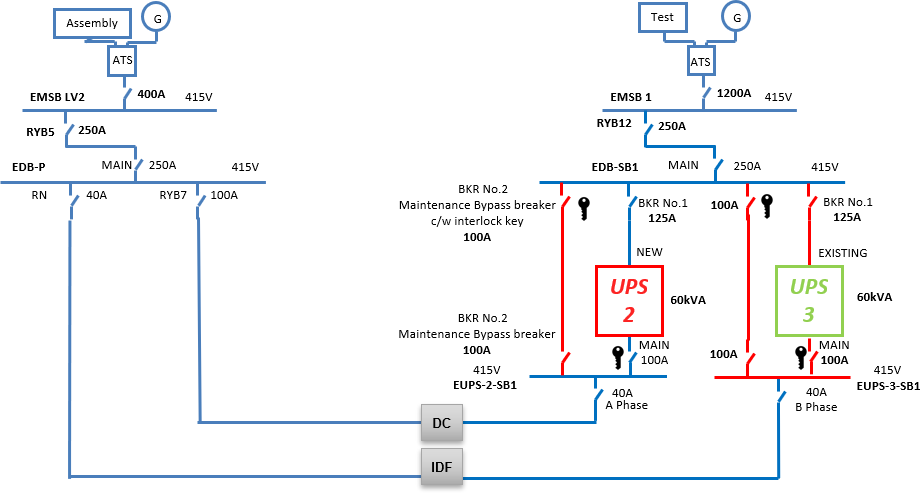 Assembly
G
ATS
EMSB LV2
400A
415V
RYB5
250A
EDB-P
MAIN
250A
415V
RN
40A
RYB7
100A
Test
G
ATS
EMSB 1
1200A
415V
RYB12
250A
EDB-SB1
MAIN
250A
415V
BKR No.2
Maintenance Bypass breaker
c/w interlock key
100A
BKR No.1
125A
100A
BKR No.1
125A
NEW
UPS
2
60kVA
EXISTING
UPS
3
60kVA
BKR No.2
Maintenance Bypass breaker
100A
MAIN
100A
100A
MAIN
100A
415V
EUPS-2-SB1
415V
EUPS-3-SB1
40A
A Phase
40A
B Phase
DC
IDF